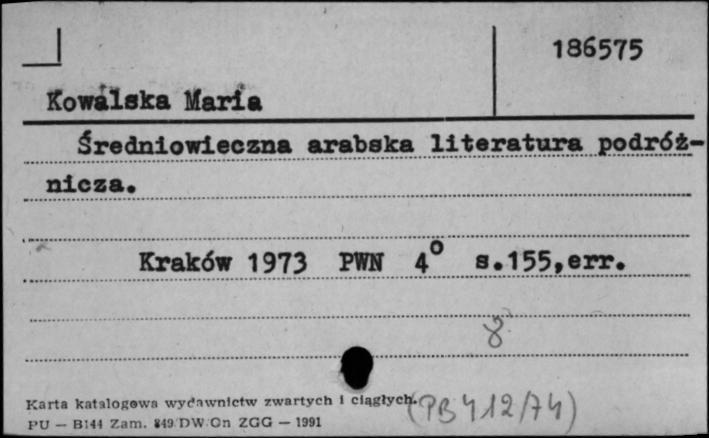 186575
Kowalska Maria
Średniowieczna arabska literatura podróż-
nicza.
Kraków 1973 PWN 4° s.155,err.
8
Karta katalogowa wydawnictw zwartych i ciągłych.
(PB 412/74)
PU — B144 Zam. 849/DW/Gn ZGG — 1991